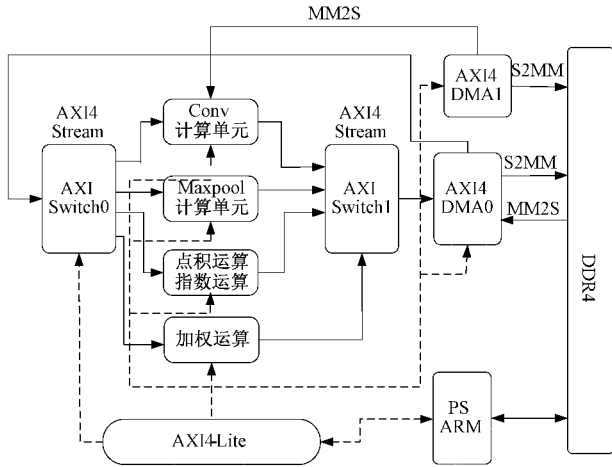 MM2S
AXI4
DMA1
S2MM
AXI4
Stream
Conv
计算单元
AXI4
Stream
AXI
Switch0
Maxpool
计算单元
AXI
Switch1
AXI4
DMA0
S2MM
MM2S
点积运算
指数运算
加权运算
DDR4
AXI4-Lite
PS
ARM